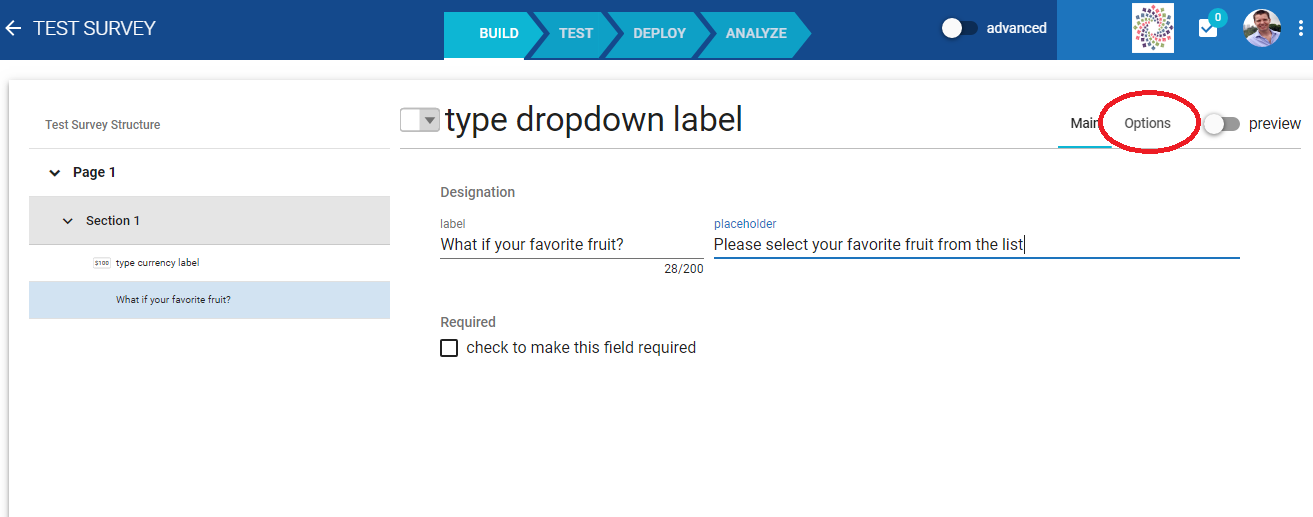 TEST SURVEY
BUILD
TEST
DEPLOY
ANALYZE
advanced
0
Test Survey Structure
type dropdown label
Main
Options
preview
Page 1
Designation
Section 1
label
placeholder
What if your favorite fruit?
Please select your favorite fruit from the list
28/200
$100 type currency label
What if your favorite fruit?
Required
check to make this field required